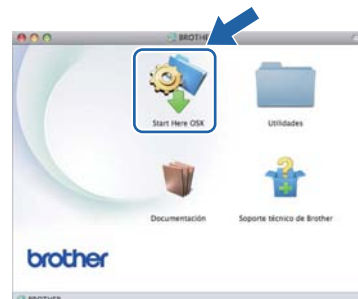 BROTHER
Start Here OSX
Utilidades
Documentación
Soporte técnico de Brother
brother
BROTHER